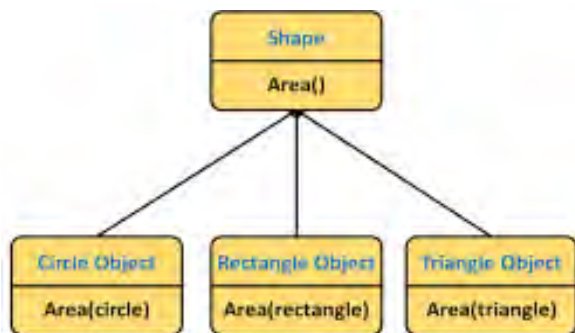 Shape
Area()
Circle Object
Rectangle Object
Triangle Object
Area(circle)
Area(rectangle)
Area(triangle)